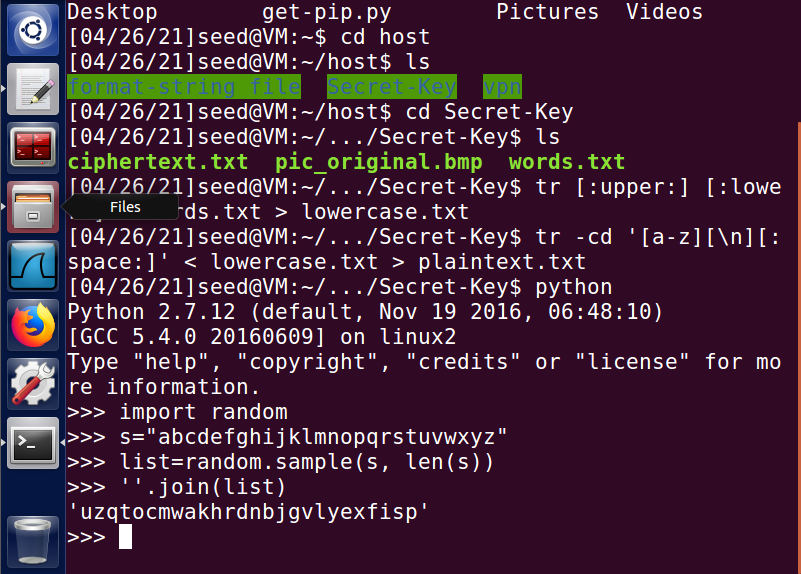 Desktop get-pip.py Pictures Videos
[04/26/21]seed@VM:~$ cd host
[04/26/21]seed@VM:~/host$ ls
format-string file Secret-Key vpn
[04/26/21]seed@VM:~/host$ cd Secret-Key
[04/26/21]seed@VM:~/.../Secret-Key$ ls
ciphertext.txt pic_original.bmp words.txt
[04/26/21]seed@VM:~/.../Secret-Key$ tr [:upper:] [:lowe
Files
rds.txt > lowercase.txt
[04/26/21]seed@VM:~/.../Secret-Key$ tr -cd '[a-z][\n][:
space:]' < lowercase.txt > plaintext.txt
[04/26/21]seed@VM:~/.../Secret-Key$ python
Python 2.7.12 (default, Nov 19 2016, 06:48:10)
[GCC 5.4.0 20160609] on linux2
Type "help", "copyright", "credits" or "license" for mo
re information.
>>> import random
>>> s="abcdefghijklmnopqrstuvwxyz"
>>> list=random.sample(s, len(s))
>>> ''.join(list)
'uzqtocmwakhrdnbjgvlyexfisp'
>>>